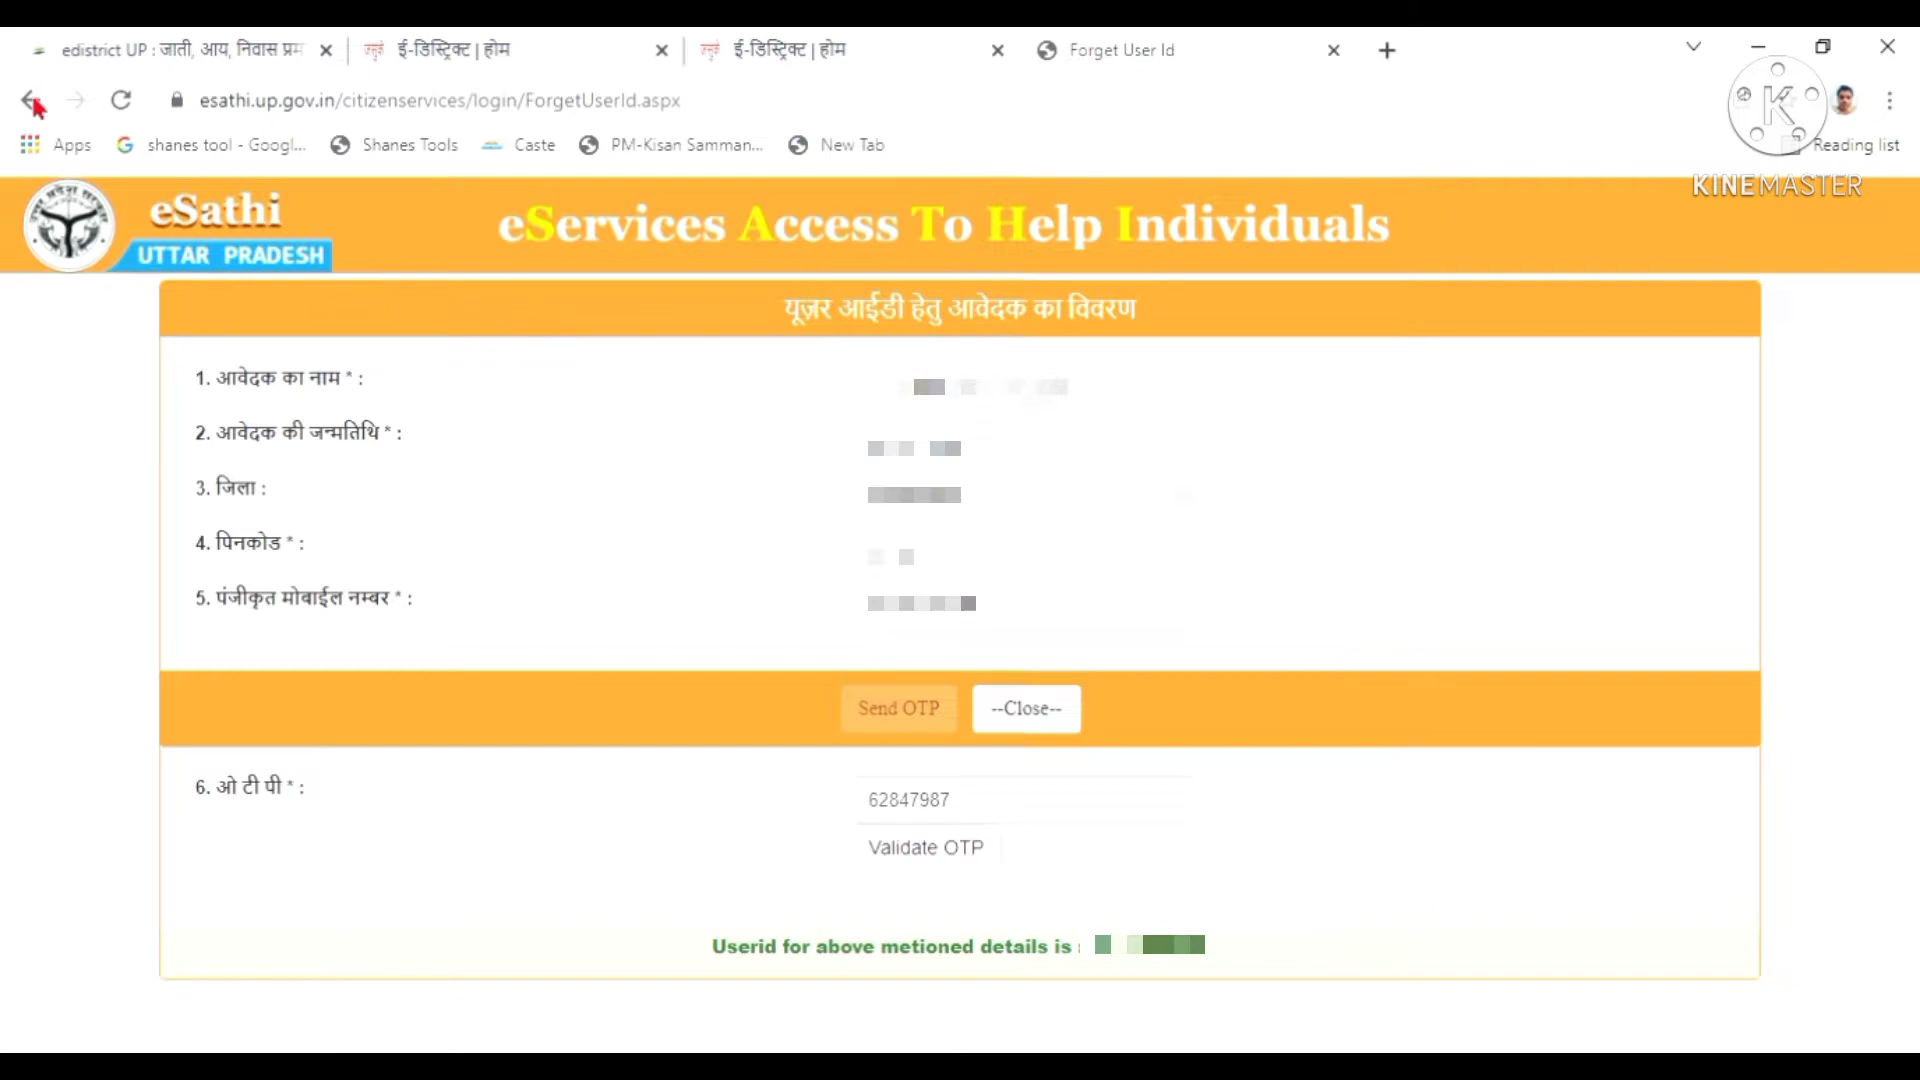 edistrict UP : जाती, आय, निवास प्रम
ई-डिस्ट्रिक्ट | होम
ई-डिस्ट्रिक्ट | होम
Forget User Id
esathi.up.gov.in/citizenservices/login/ForgetUserId.aspx
Apps
shanes tool - Googl...
Shanes Tools
Caste
PM-Kisan Samman...
New Tab
Reading list
K
KINEMASTER
eSathi
UTTAR PRADESH
eServices Access To Help Individuals
यूज़र आईडी हेतु आवेदक का विवरण
1. आवेदक का नाम * :
2. आवेदक की जन्मतिथि * :
3. जिला :
4. पिनकोड * :
5. पंजीकृत मोबाईल नम्बर * :
Send OTP
--Close--
6. ओ टी पी * :
62847987
Validate OTP
Userid for above metioned details is :